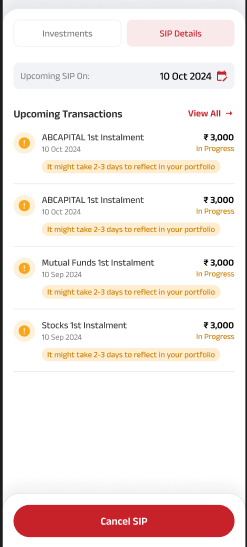 Investments
SIP Details
Upcoming SIP On:
10 Oct 2024
Upcoming Transactions
View All →
ABCAPITAL 1st Instalment
₹ 3,000
10 Oct 2024
In Progress
It might take 2-3 days to reflect in your portfolio
ABCAPITAL 1st Instalment
₹ 3,000
10 Oct 2024
In Progress
It might take 2-3 days to reflect in your portfolio
Mutual Funds 1st Instalment
₹ 3,000
10 Sep 2024
In Progress
It might take 2-3 days to reflect in your portfolio
Stocks 1st Instalment
₹ 3,000
10 Sep 2024
In Progress
It might take 2-3 days to reflect in your portfolio
Cancel SIP